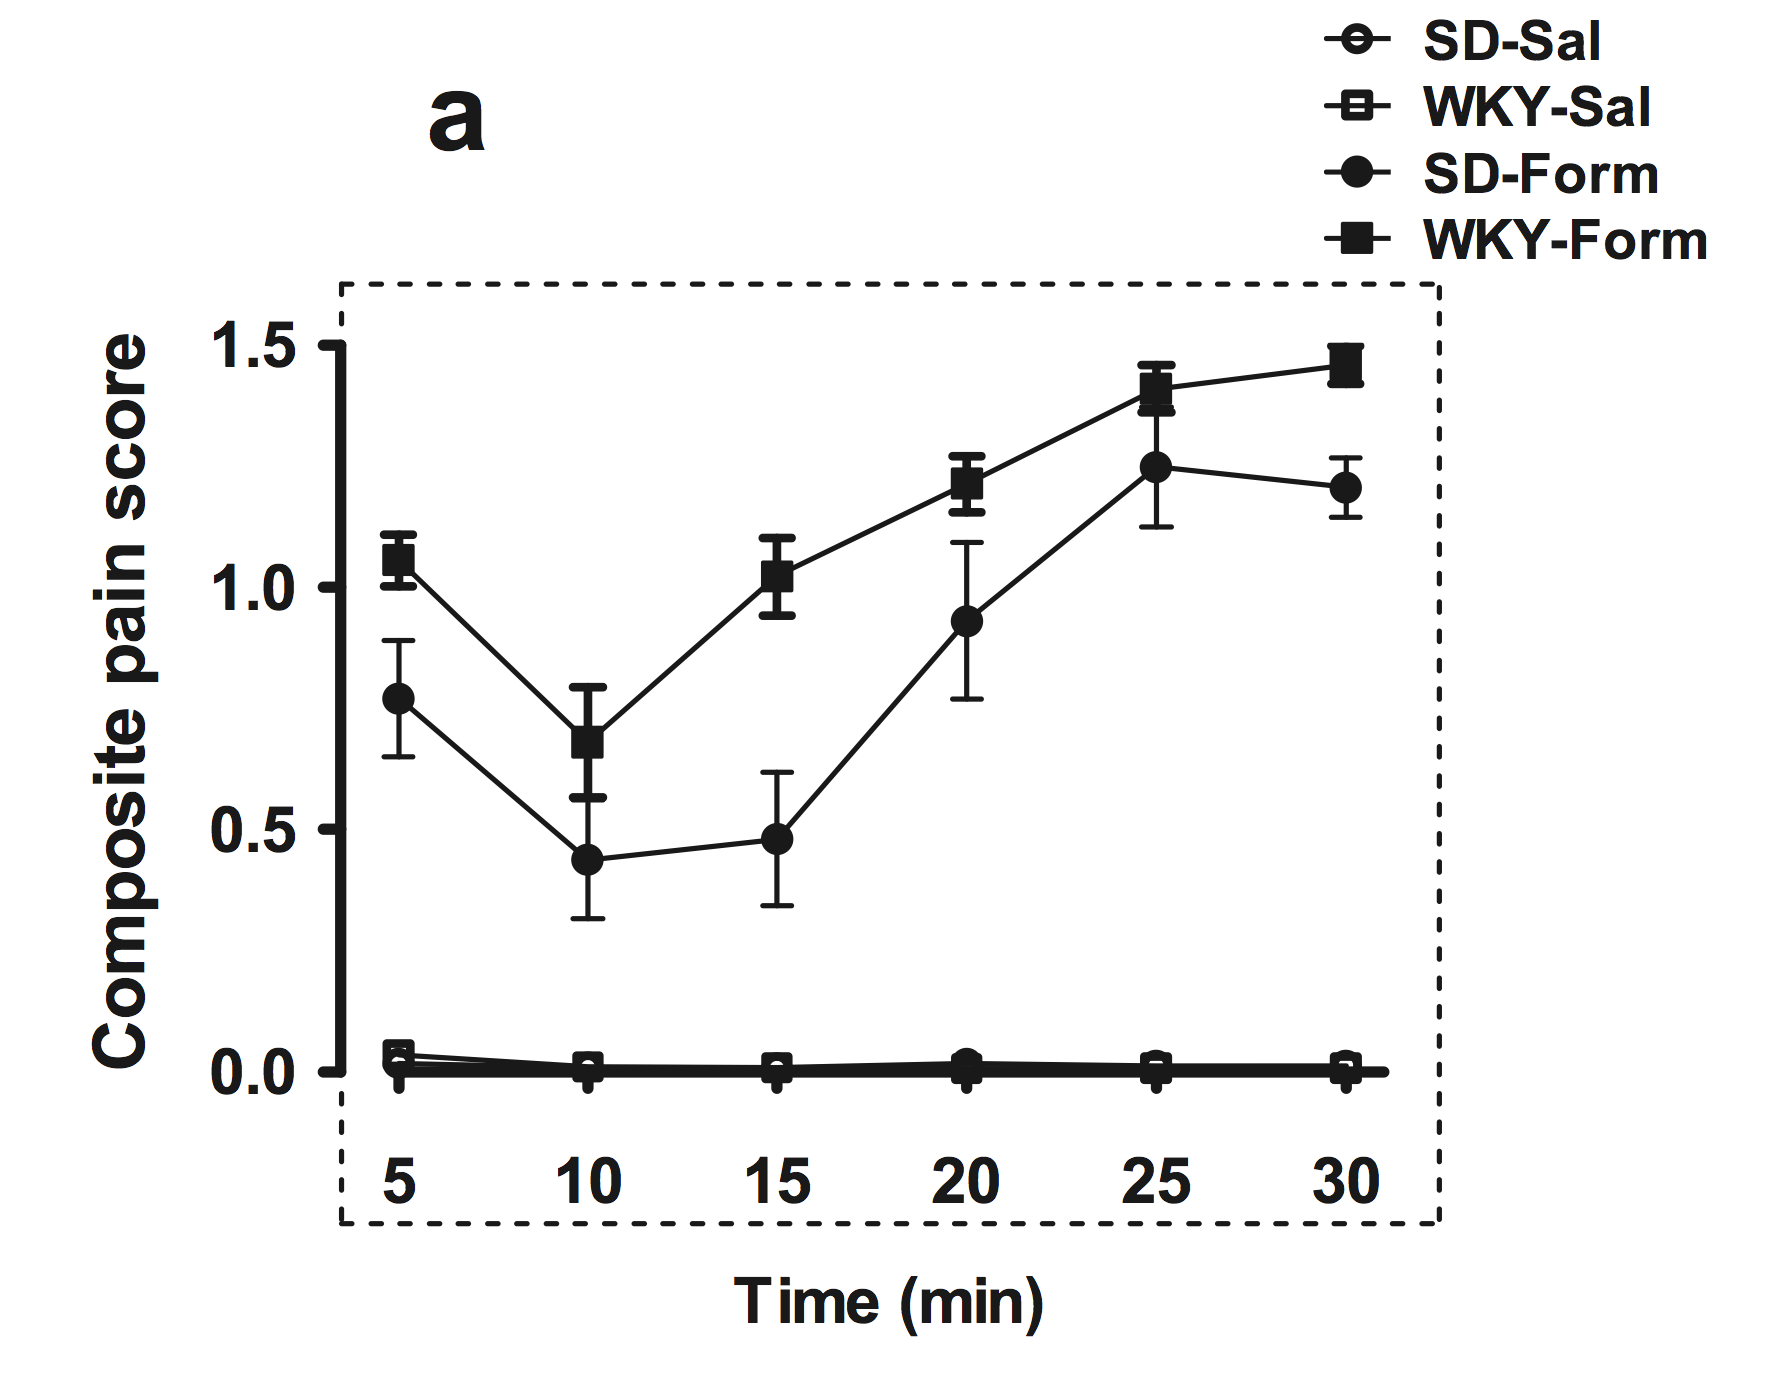 SD-Sal
WKY-Sal
SD-Form
WKY-Form
a
Composite pain score
1.5
1.0
0.5
0.0
5 10 15 20 25 30
Time (min)